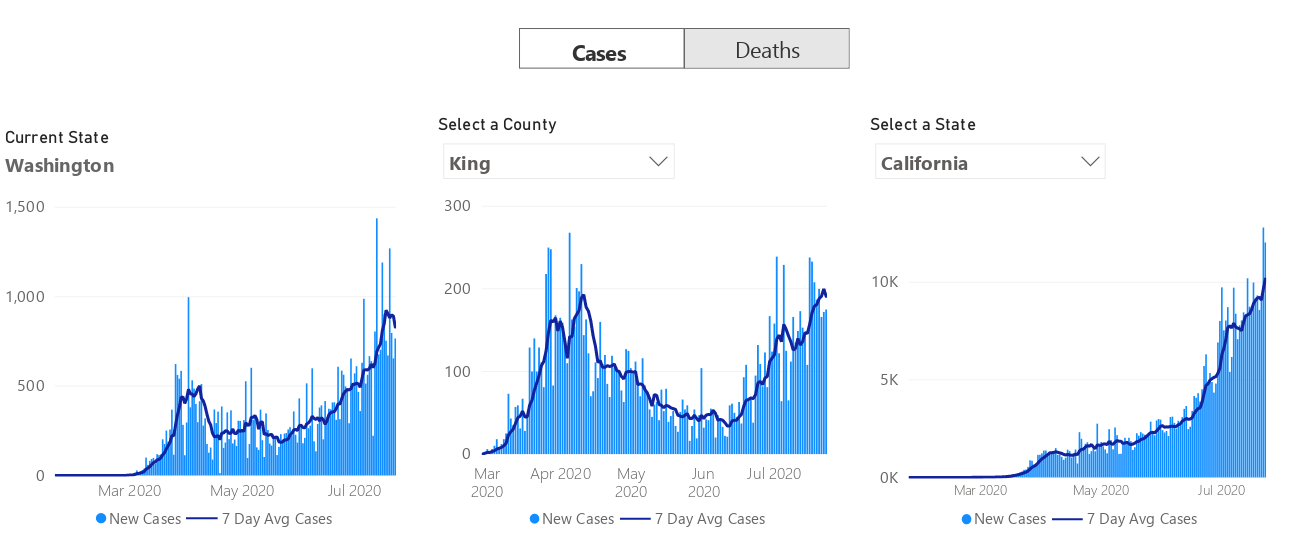 Cases Deaths
Current State
Washington
1,500
1,000
500
0
Mar 2020 May 2020 Jul 2020
New Cases 7 Day Avg Cases
Select a County
King
300
200
100
0
Mar 2020 Apr 2020 May 2020 Jun 2020 Jul 2020
New Cases 7 Day Avg Cases
Select a State
California
10K
5K
0K
Mar 2020 May 2020 Jul 2020
New Cases 7 Day Avg Cases